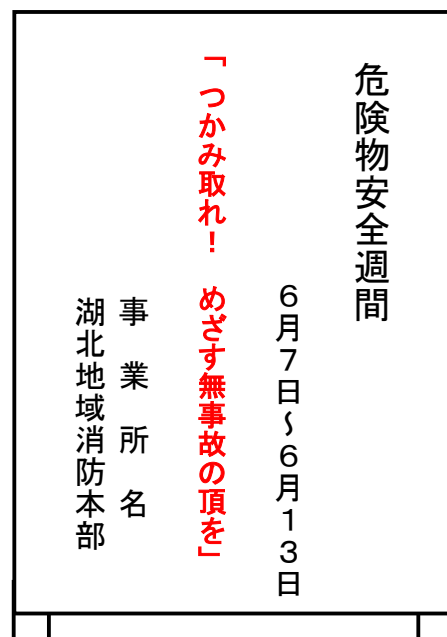 危険物安全週間
６月７日～６月１３日
「つかみ取れ！　めざす無事故の頂を」
事業所名
湖北地域消防本部